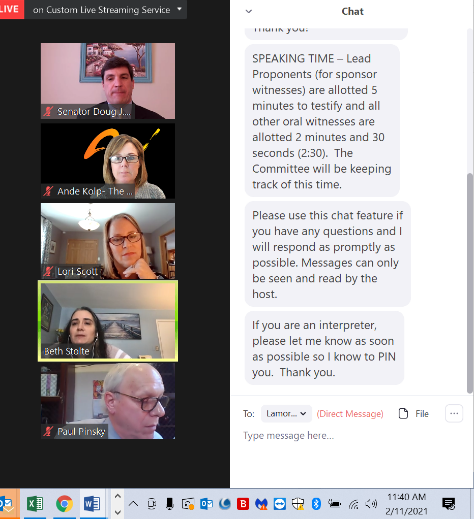 LIVE
on Custom Live Streaming Service
Chat
Thank you!
SPEAKING TIME – Lead
Proponents (for sponsor
witnesses) are allotted 5
minutes to testify and all
other oral witnesses are
allotted 2 minutes and 30
seconds (2:30). The
Committee will be keeping
track of this time.
Please use this chat feature if
you have any questions and I
will respond as promptly as
possible. Messages can only
be seen and read by the
host.
If you are an interpreter,
please let me know as soon
as possible so I know to PIN
you. Thank you.
Senator Doug J....
Ande Kolp- The ...
Lori Scott
Beth Stolte
Paul Pinsky
To: Lamor... (Direct Message) File ...
Type message here...
11:40 AM
2/11/2021